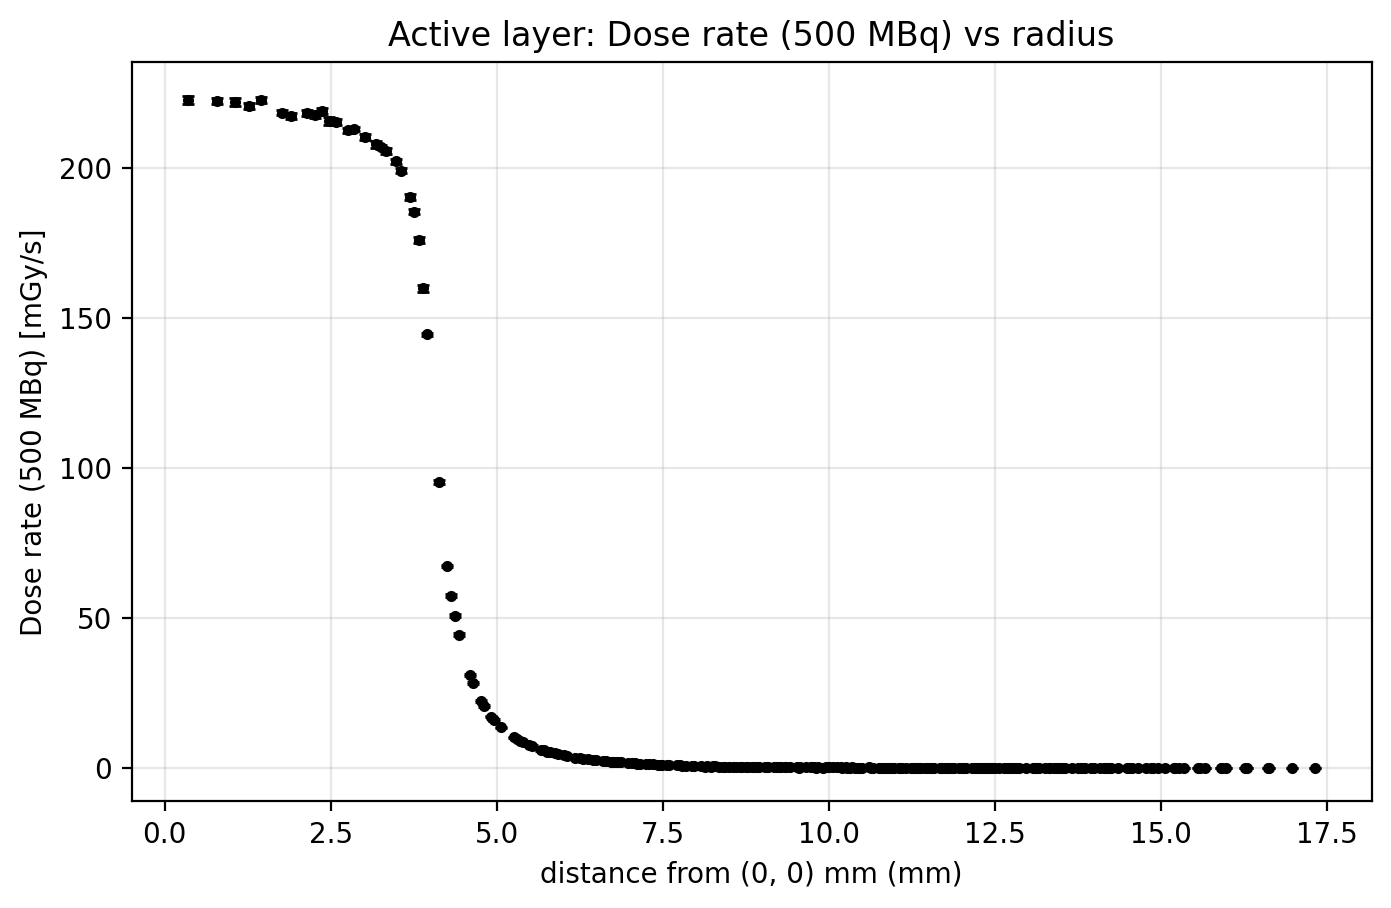 Active layer: Dose rate (500 MBq) vs radius
Dose rate (500 MBq) [mGy/s]
200
150
100
50
0
0.0 2.5 5.0 7.5 10.0 12.5 15.0 17.5
distance from (0, 0) mm (mm)